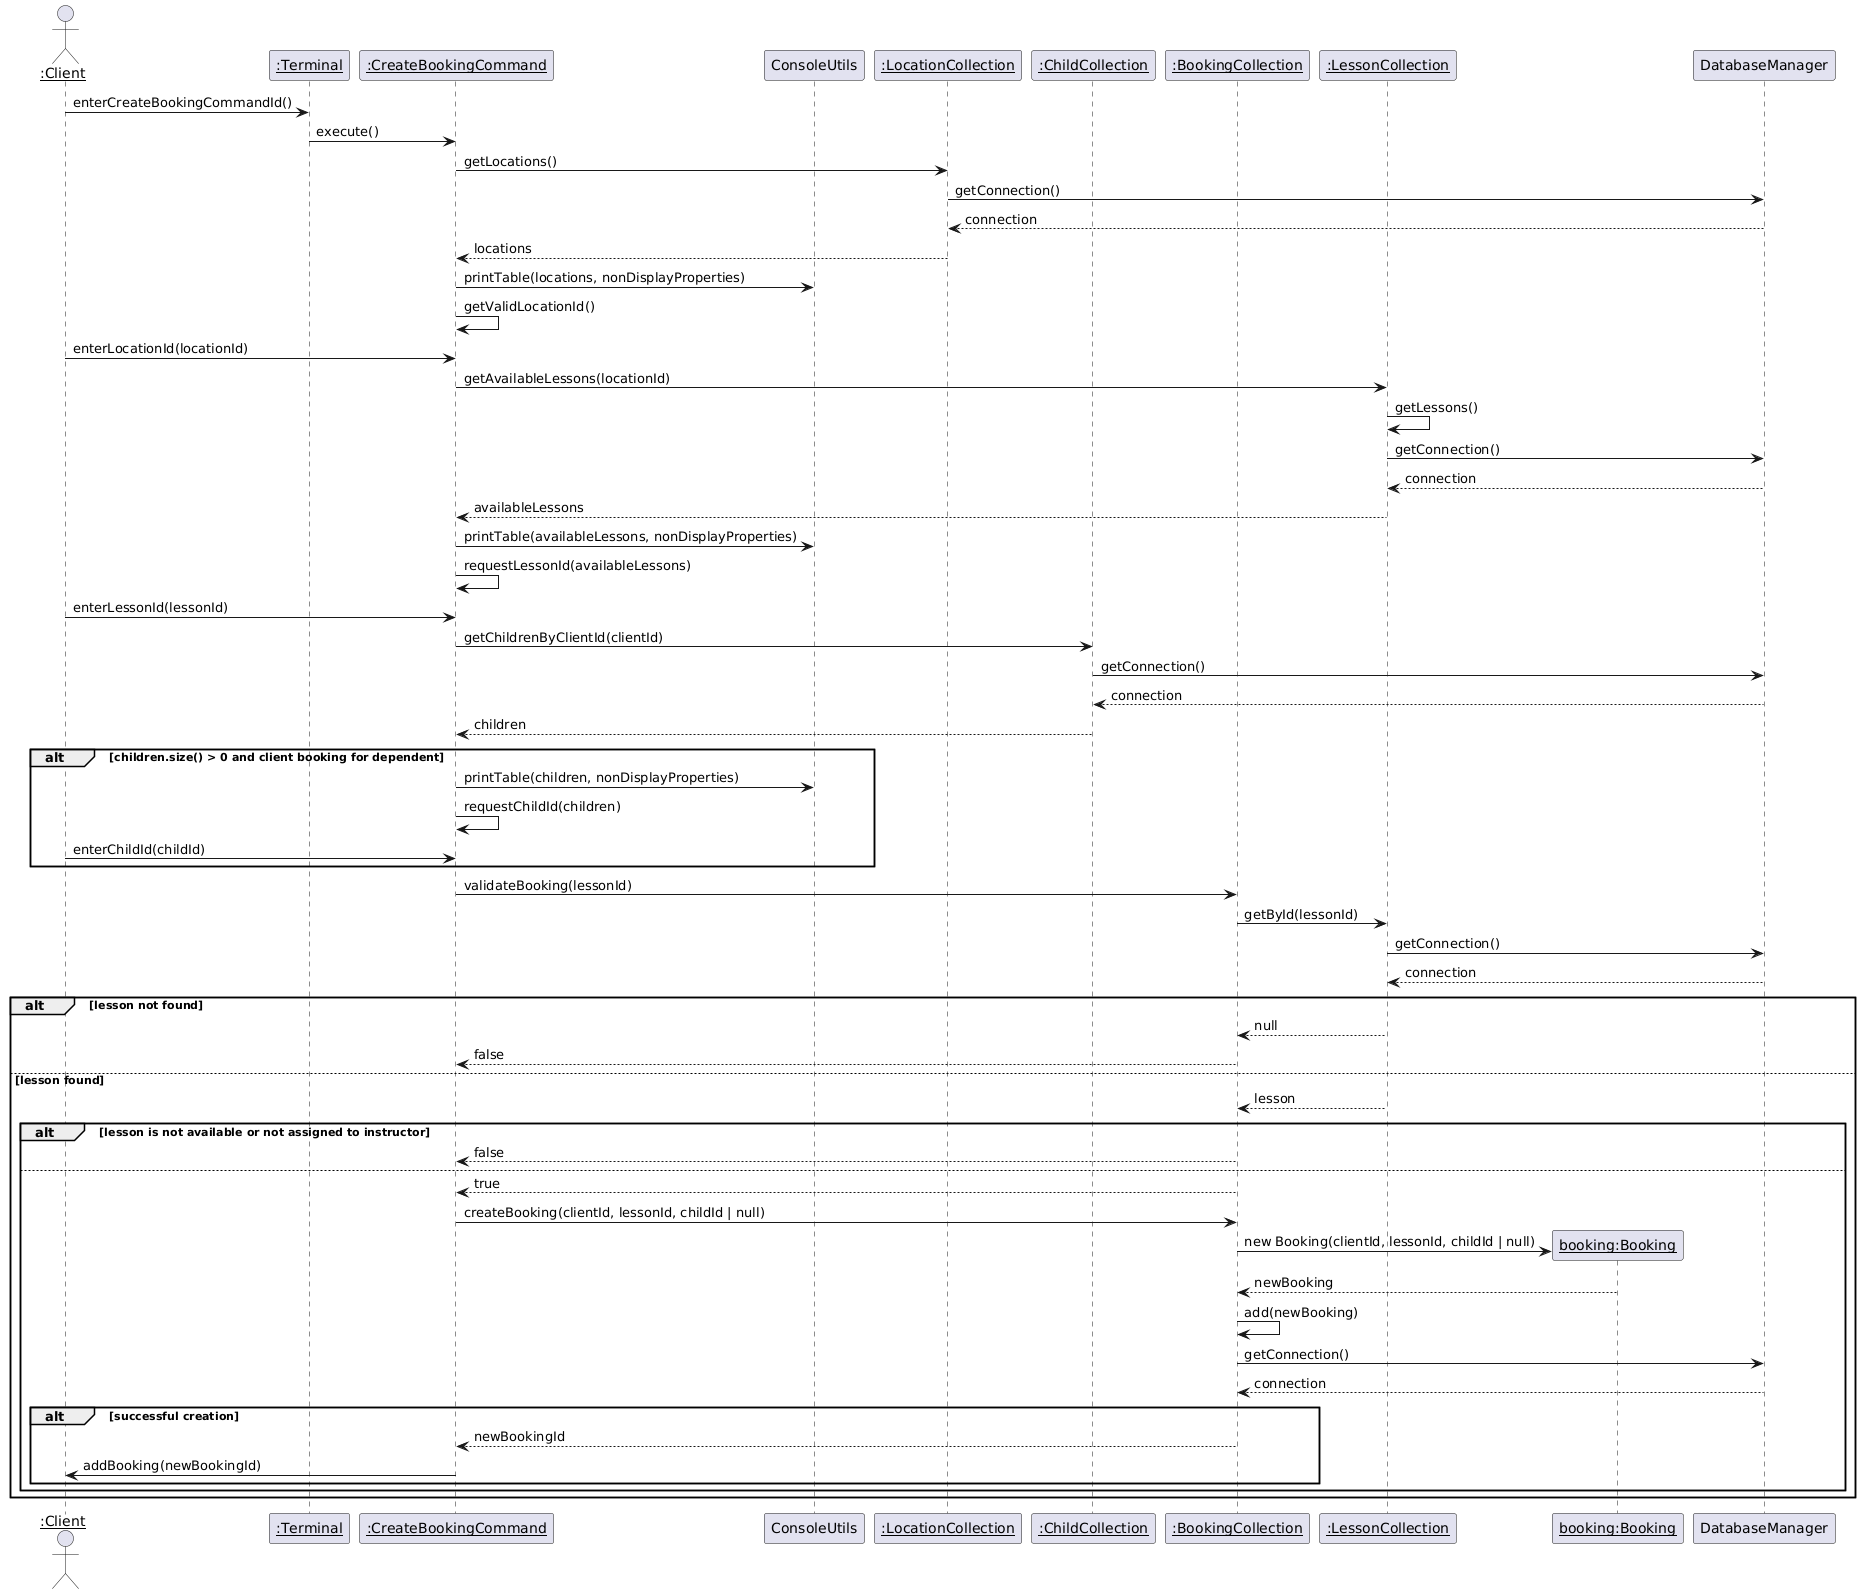 :Client
:Terminal
:CreateBookingCommand
ConsoleUtils
:LocationCollection
:ChildCollection
:BookingCollection
:LessonCollection
DatabaseManager
enterCreateBookingCommandId()
execute()
getLocations()
getConnection()
connection
locations
printTable(locations, nonDisplayProperties)
getValidLocationId()
enterLocationId(locationId)
getAvailableLessons(locationId)
getLessons()
getConnection()
connection
availableLessons
printTable(availableLessons, nonDisplayProperties)
requestLessonId(availableLessons)
enterLessonId(lessonId)
getChildrenByClientId(clientId)
getConnection()
connection
children
alt [children.size() > 0 and client booking for dependent]
printTable(children, nonDisplayProperties)
requestChildId(children)
enterChildId(childId)
validateBooking(lessonId)
getById(lessonId)
getConnection()
connection
alt [lesson not found]
null
false
[lesson found]
lesson
alt [lesson is not available or not assigned to instructor]
false
true
createBooking(clientId, lessonId, childId | null)
new Booking(clientId, lessonId, childId | null)
booking:Booking
newBooking
add(newBooking)
getConnection()
connection
alt [successful creation]
newBookingId
addBooking(newBookingId)
:Client
:Terminal
:CreateBookingCommand
ConsoleUtils
:LocationCollection
:ChildCollection
:BookingCollection
:LessonCollection
booking:Booking
DatabaseManager